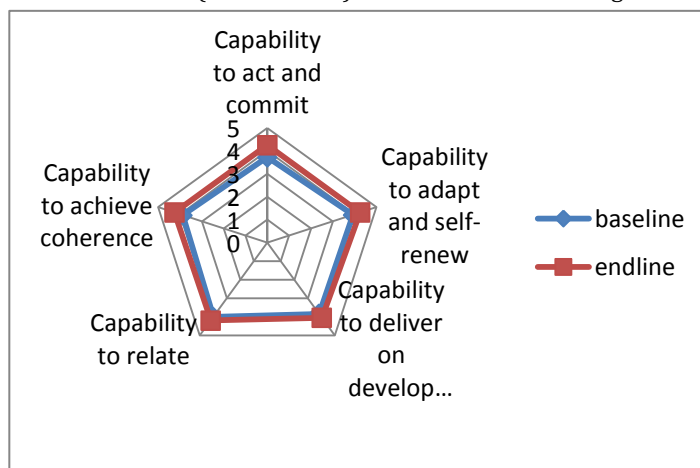 Capability
to act and
commit
5
4
3
2
1
0
Capability
to adapt
and self-
renew
Capability
to deliver
on
develop…
Capability
to relate
Capability
to achieve
coherence
baseline
endline